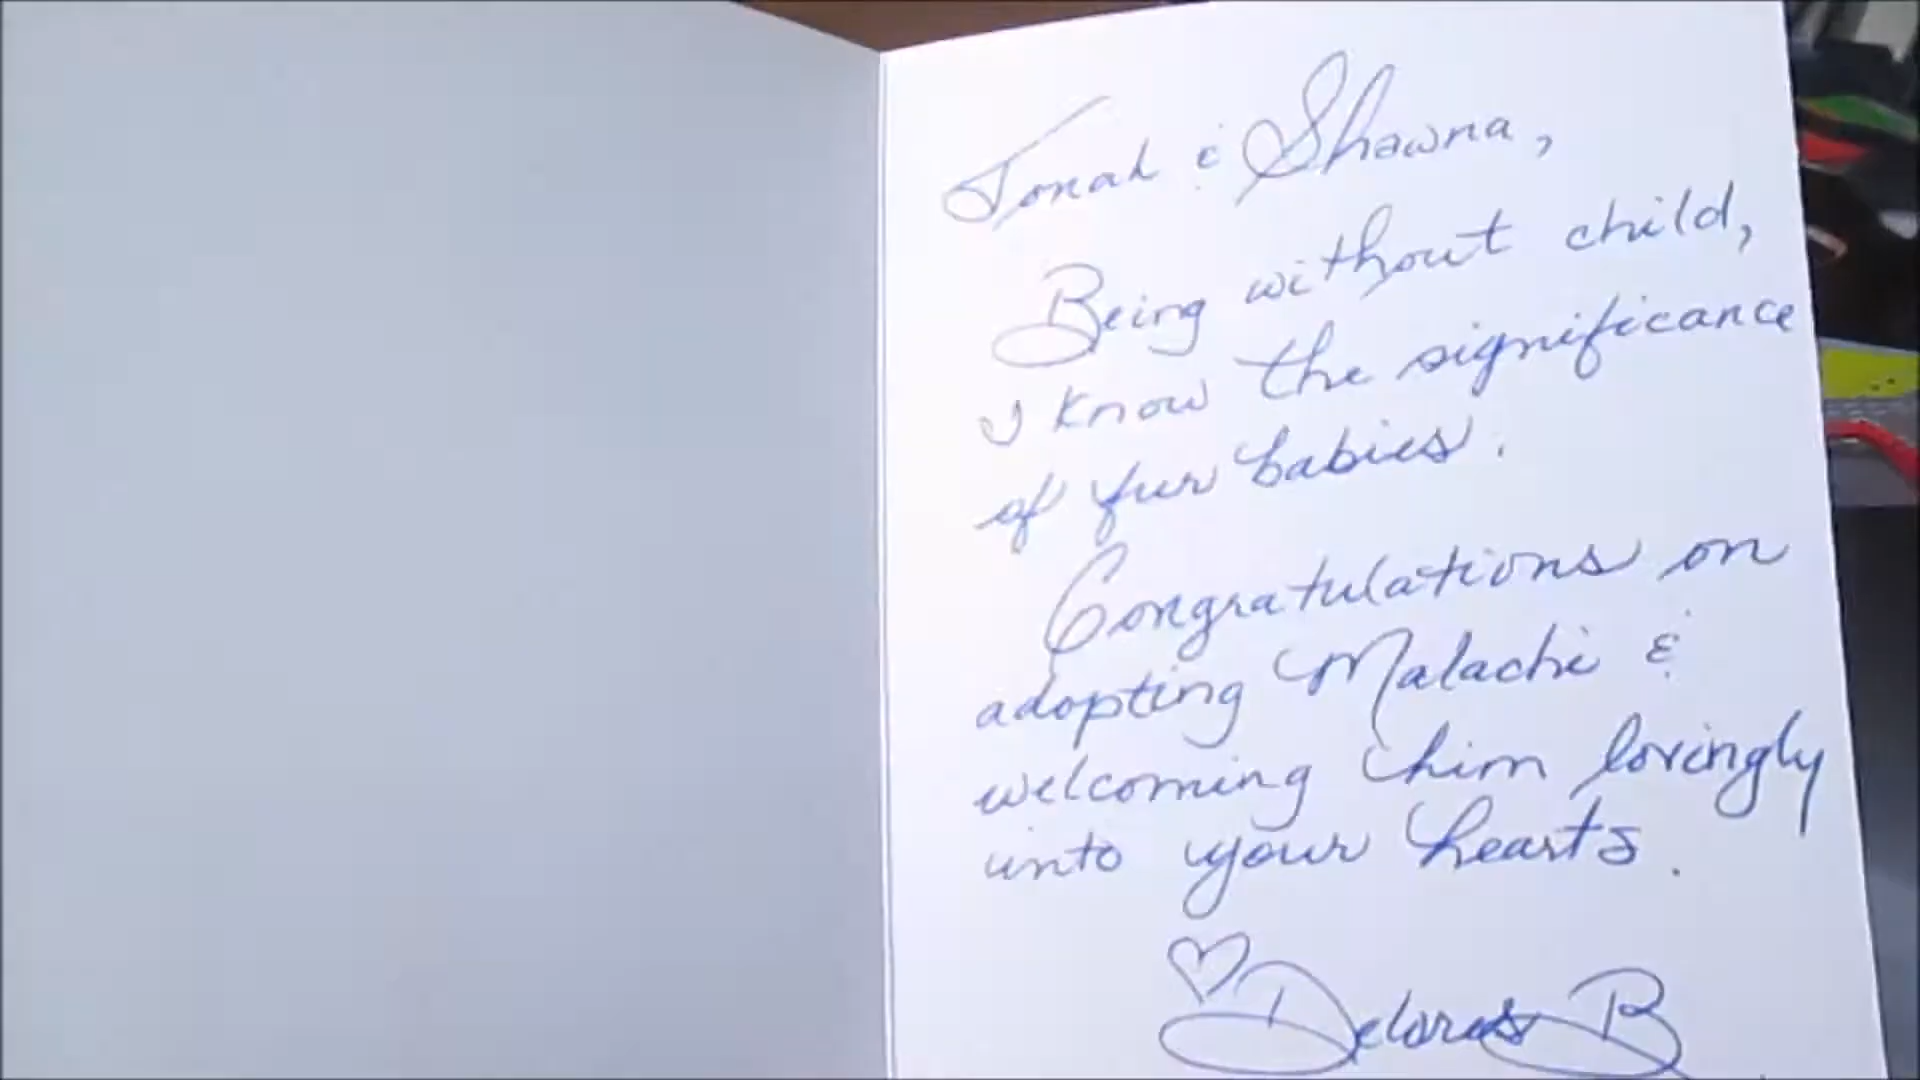 Jonah & Shawna,
Being without child,
I know the significance
of fur babies.
Congratulations on
adopting Malachi &
welcoming him lovingly
into your hearts.
♡ Delores B